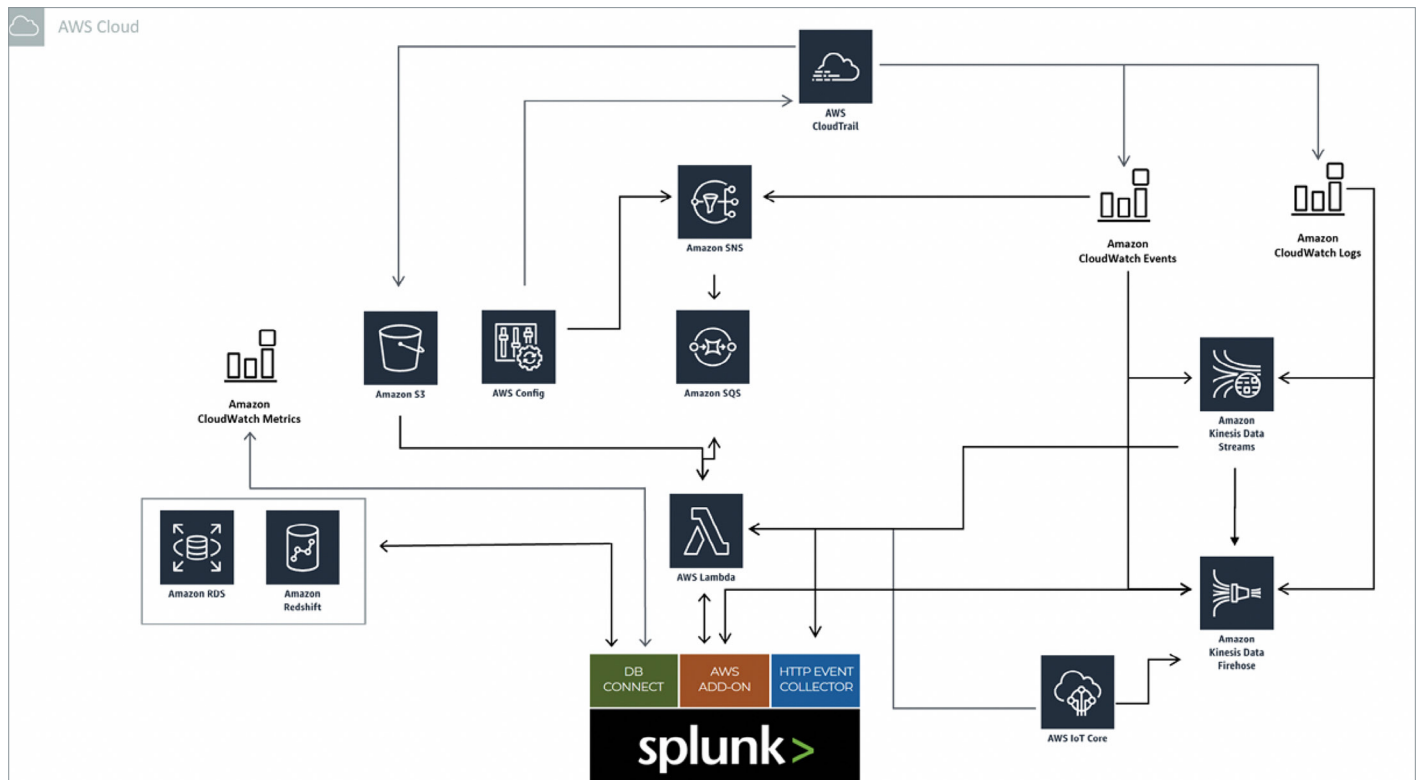 AWS Cloud
AWS
CloudTrail
Amazon SNS
Amazon
CloudWatch Events
Amazon
CloudWatch Logs
Amazon S3
AWS Config
Amazon SQS
Amazon
CloudWatch Metrics
Amazon
Kinesis Data
Streams
Amazon RDS
Amazon
Redshift
AWS Lambda
Amazon
Kinesis Data
Firehose
DB
CONNECT
AWS
ADD-ON
HTTP EVENT
COLLECTOR
AWS IoT Core
splunk>